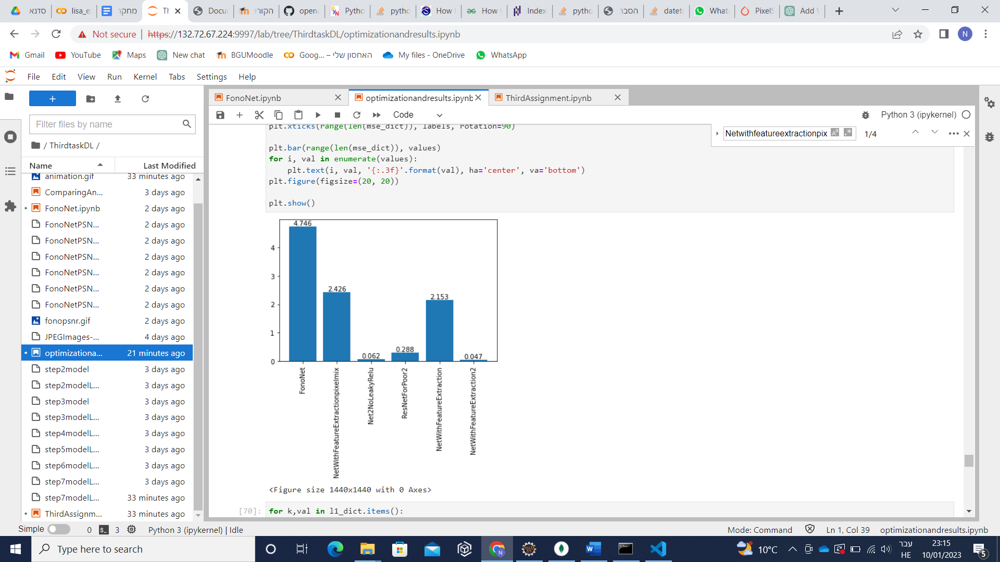 סדנא
lisa_e
מחקר
Th
Docu
הקור
open
Pytho
pytho
How t
How
Index
pytho
הסבר
dateti
Whats
PixelS
Add
Not secure
https://132.72.67.224:9997/lab/tree/ThirdtaskDL/optimizationandresults.ipynb
N
Gmail
YouTube
Maps
New chat
BGUMoodle
Goog... – האחסון שלי
My files - OneDrive
WhatsApp
File Edit View Run Kernel Tabs Settings Help
FonoNet.ipynb
optimizationandresults.ipynb
ThirdAssignment.ipynb
Filter files by name
/ ThirdtaskDL /
Name Last Modified
animation.gif 33 minutes ago
ComparingAn... 3 days ago
FonoNet.ipynb 2 days ago
FonoNetPSN... 2 days ago
FonoNetPSN... 2 days ago
FonoNetPSN... 2 days ago
FonoNetPSN... 2 days ago
FonoNetPSN... 2 days ago
FonoNetPSN... 2 days ago
fonopsnr.gif 2 days ago
JPEGImages-... 4 days ago
optimizationa... 21 minutes ago
step2model 3 days ago
step2modelL... 3 days ago
step3model 3 days ago
step3modelL... 3 days ago
step4modelL... 3 days ago
step5modelL... 3 days ago
step6modelL... 3 days ago
step7modelL... 3 days ago
step7modelL... 33 minutes ago
ThirdAssignm... 33 minutes ago
Code
Python 3 (ipykernel)
Netwithfeatureextractionpix
1/4
plt.xticks(range(len(mse_dict)), labels, rotation=90)
plt.bar(range(len(mse_dict)), values)
for i, val in enumerate(values):
    plt.text(i, val, '{:.3f}'.format(val), ha='center', va='bottom')
plt.figure(figsize=(20, 20))
plt.show()
4.746
2.426
0.062
0.288
2.153
0.047
4
3
2
1
0
FonoNet
NetWithFeatureExtractionpixelmix
Net2NoLeakyRelu
ResNetForPoor2
NetWithFeatureExtraction
NetWithFeatureExtraction2
<Figure size 1440x1440 with 0 Axes>
[70]: for k,val in l1_dict.items():
Simple 0 3 Python 3 (ipykernel) | Idle
Mode: Command Ln 1, Col 39 optimizationandresults.ipynb
Type here to search
10°C
עבר
HE
23:15
10/01/2023
5